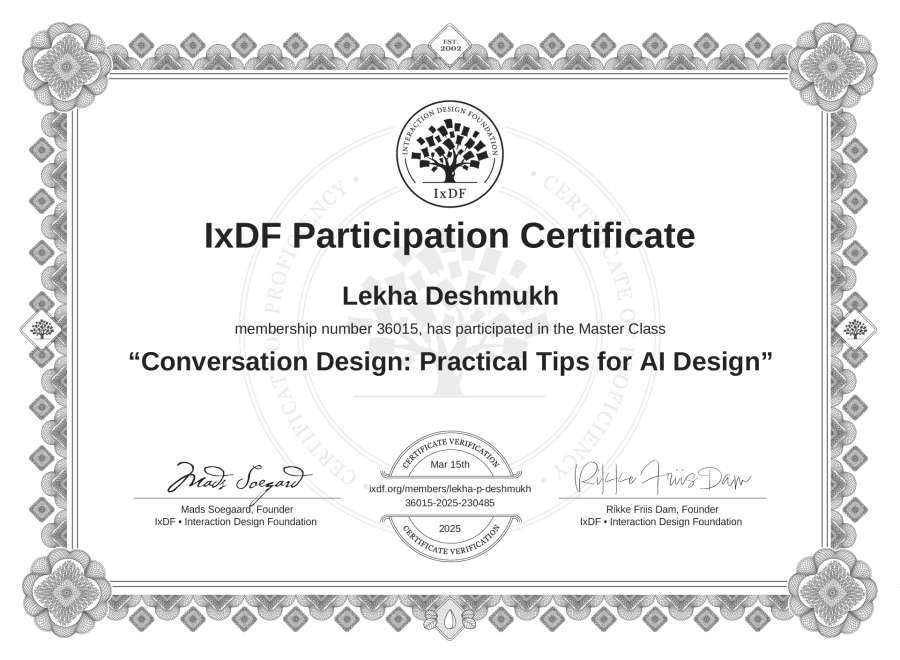 EST.
2002
INTERACTION DESIGN FOUNDATION
IxDF
CERTIFICATE OF PROFICIENCY • CERTIFICATE OF PROFICIENCY •
IxDF Participation Certificate
Lekha Deshmukh
membership number 36015, has participated in the Master Class
“Conversation Design: Practical Tips for AI Design”
CERTIFICATE VERIFICATION
Mar 15th
ixdf.org/members/lekha-p-deshmukh
36015-2025-230485
2025
CERTIFICATE VERIFICATION
Mads Soegaard
Mads Soegaard, Founder
IxDF • Interaction Design Foundation
Rikke Friis Dam
Rikke Friis Dam, Founder
IxDF • Interaction Design Foundation